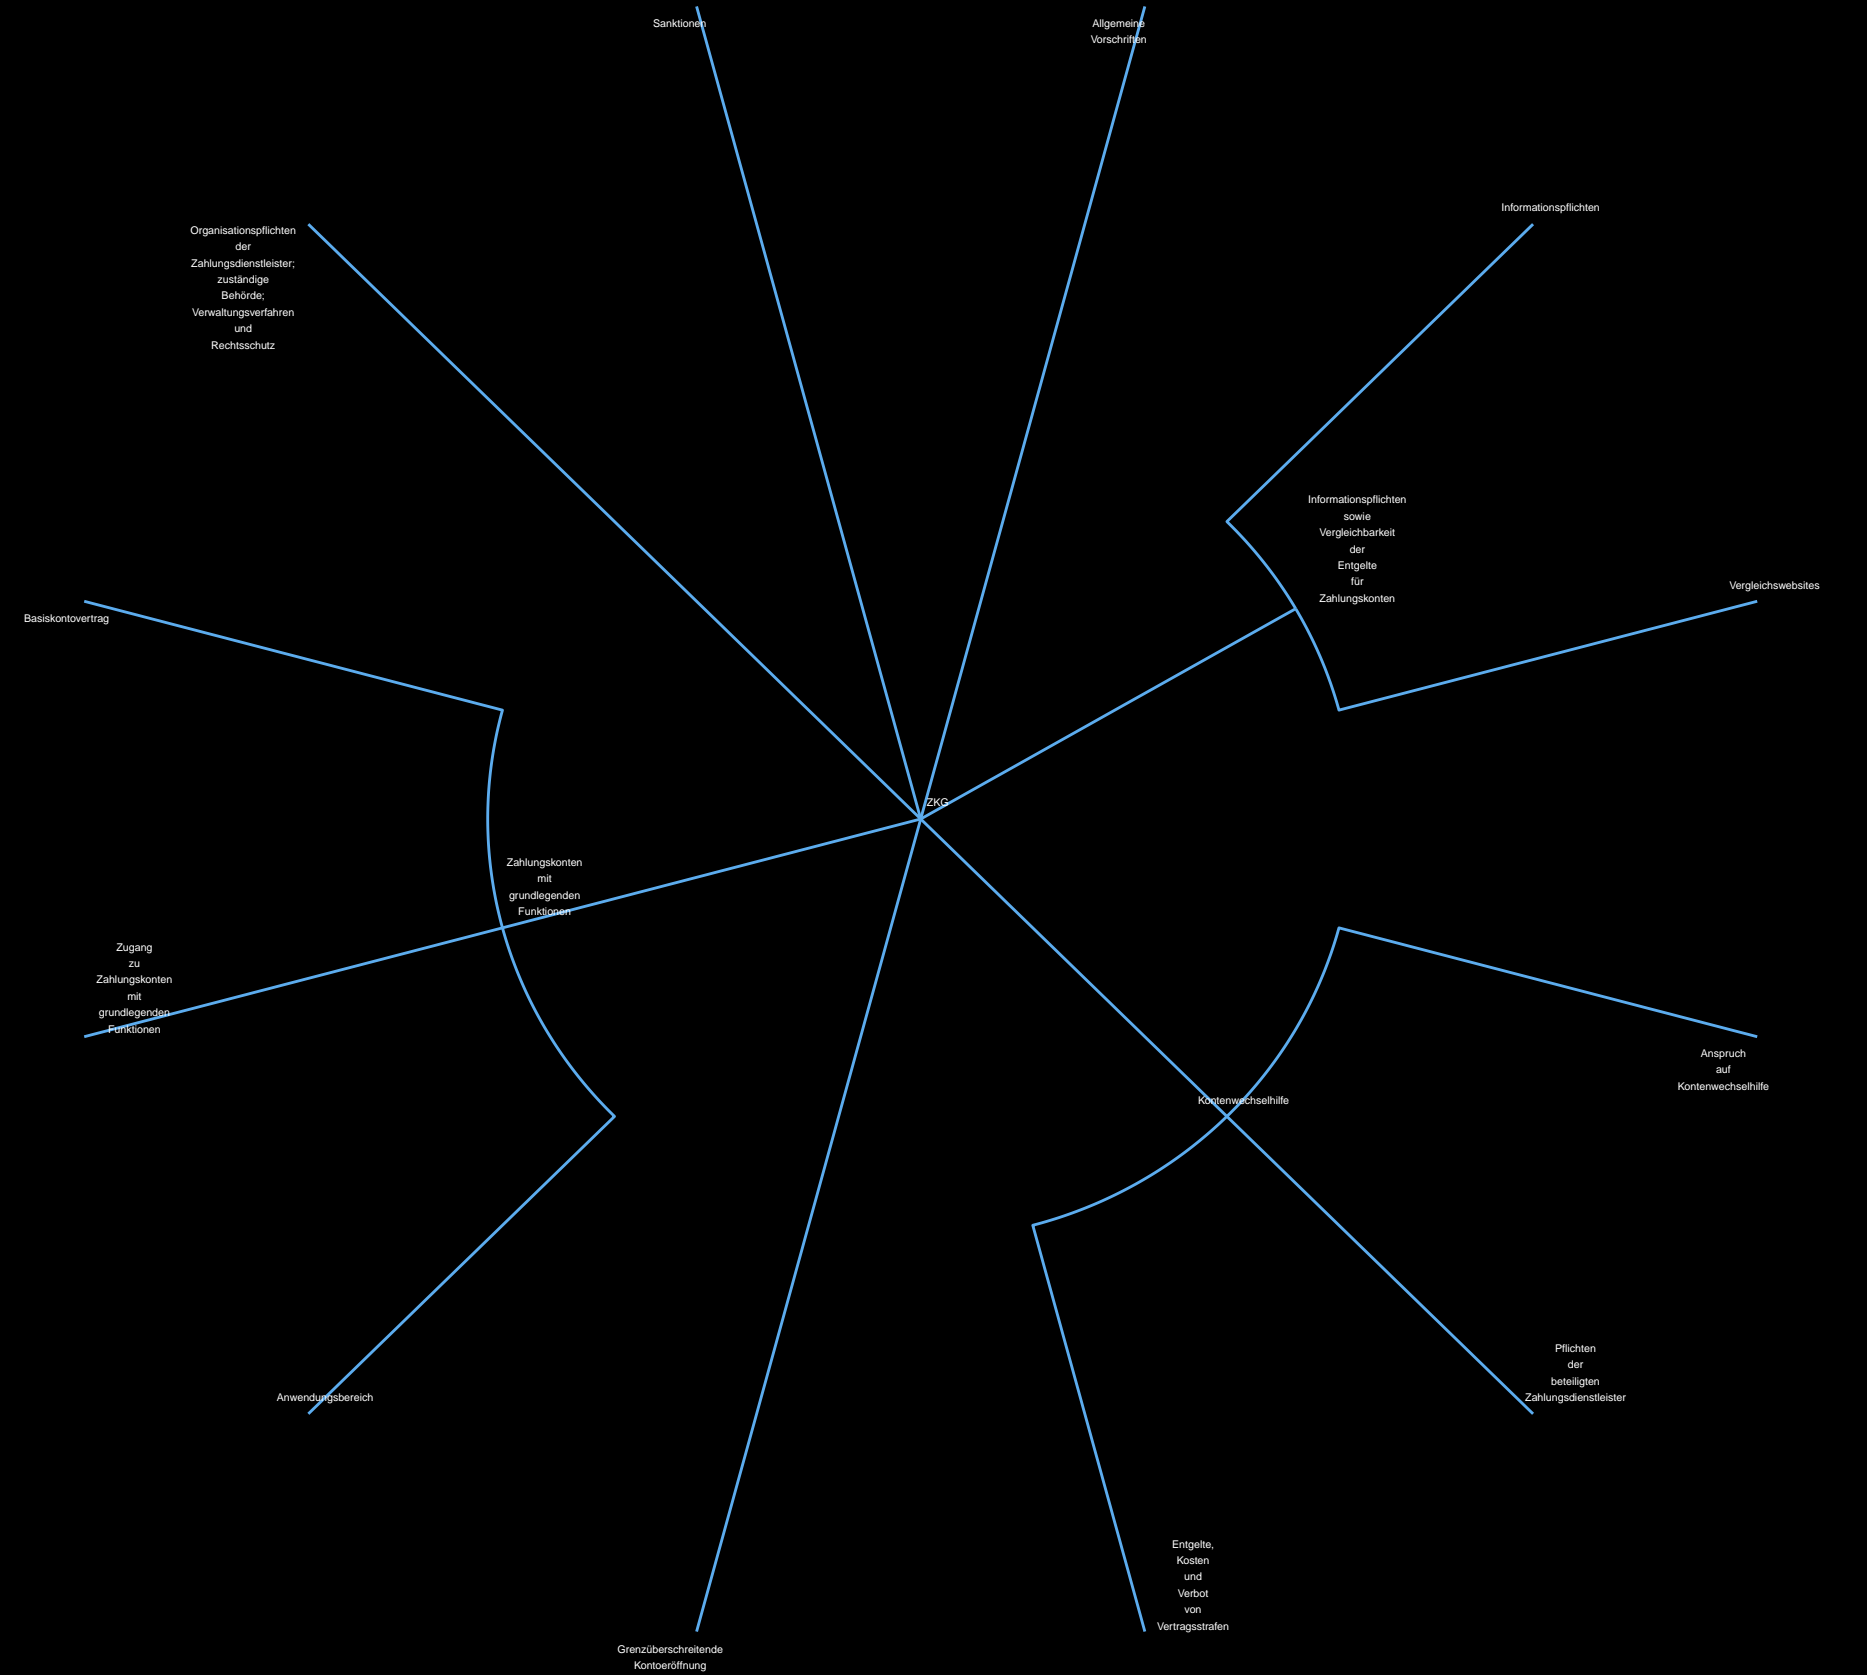 Sanktionen
Allgemeine
Vorschriften
Informationspflichten
Organisationspflichten
der
Zahlungsdienstleister;
zuständige
Behörde;
Verwaltungsverfahren
und
Rechtsschutz
Informationspflichten
sowie
Vergleichbarkeit
der
Entgelte
für
Zahlungskonten
Vergleichswebsites
Basiskontovertrag
ZKG
Zahlungskonten
mit
grundlegenden
Funktionen
Zugang
zu
Zahlungskonten
mit
grundlegenden
Funktionen
Anspruch
auf
Kontenwechselhilfe
Kontenwechselhilfe
Pflichten
der
beteiligten
Zahlungsdienstleister
Anwendungsbereich
Entgelte,
Kosten
und
Verbot
von
Vertragsstrafen
Grenzüberschreitende
Kontoeröffnung